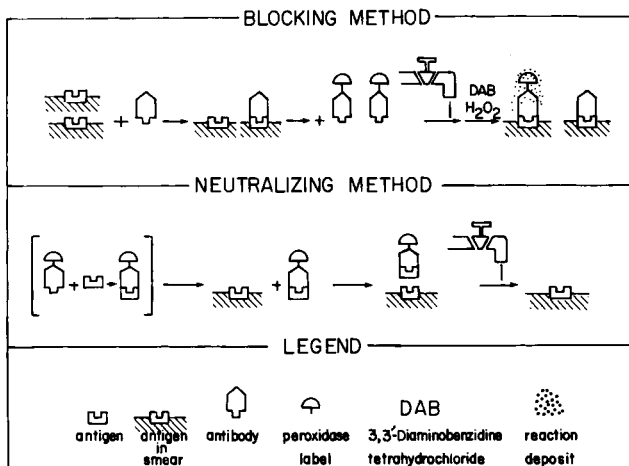 BLOCKING METHOD
+
+
DAB
H2O2
NEUTRALIZING METHOD
+
+
LEGEND
antigen
antigen
in
smear
antibody
peroxidase
label
DAB
3,3'-Diaminobenzidine
tetrahydrochloride
reaction
deposit